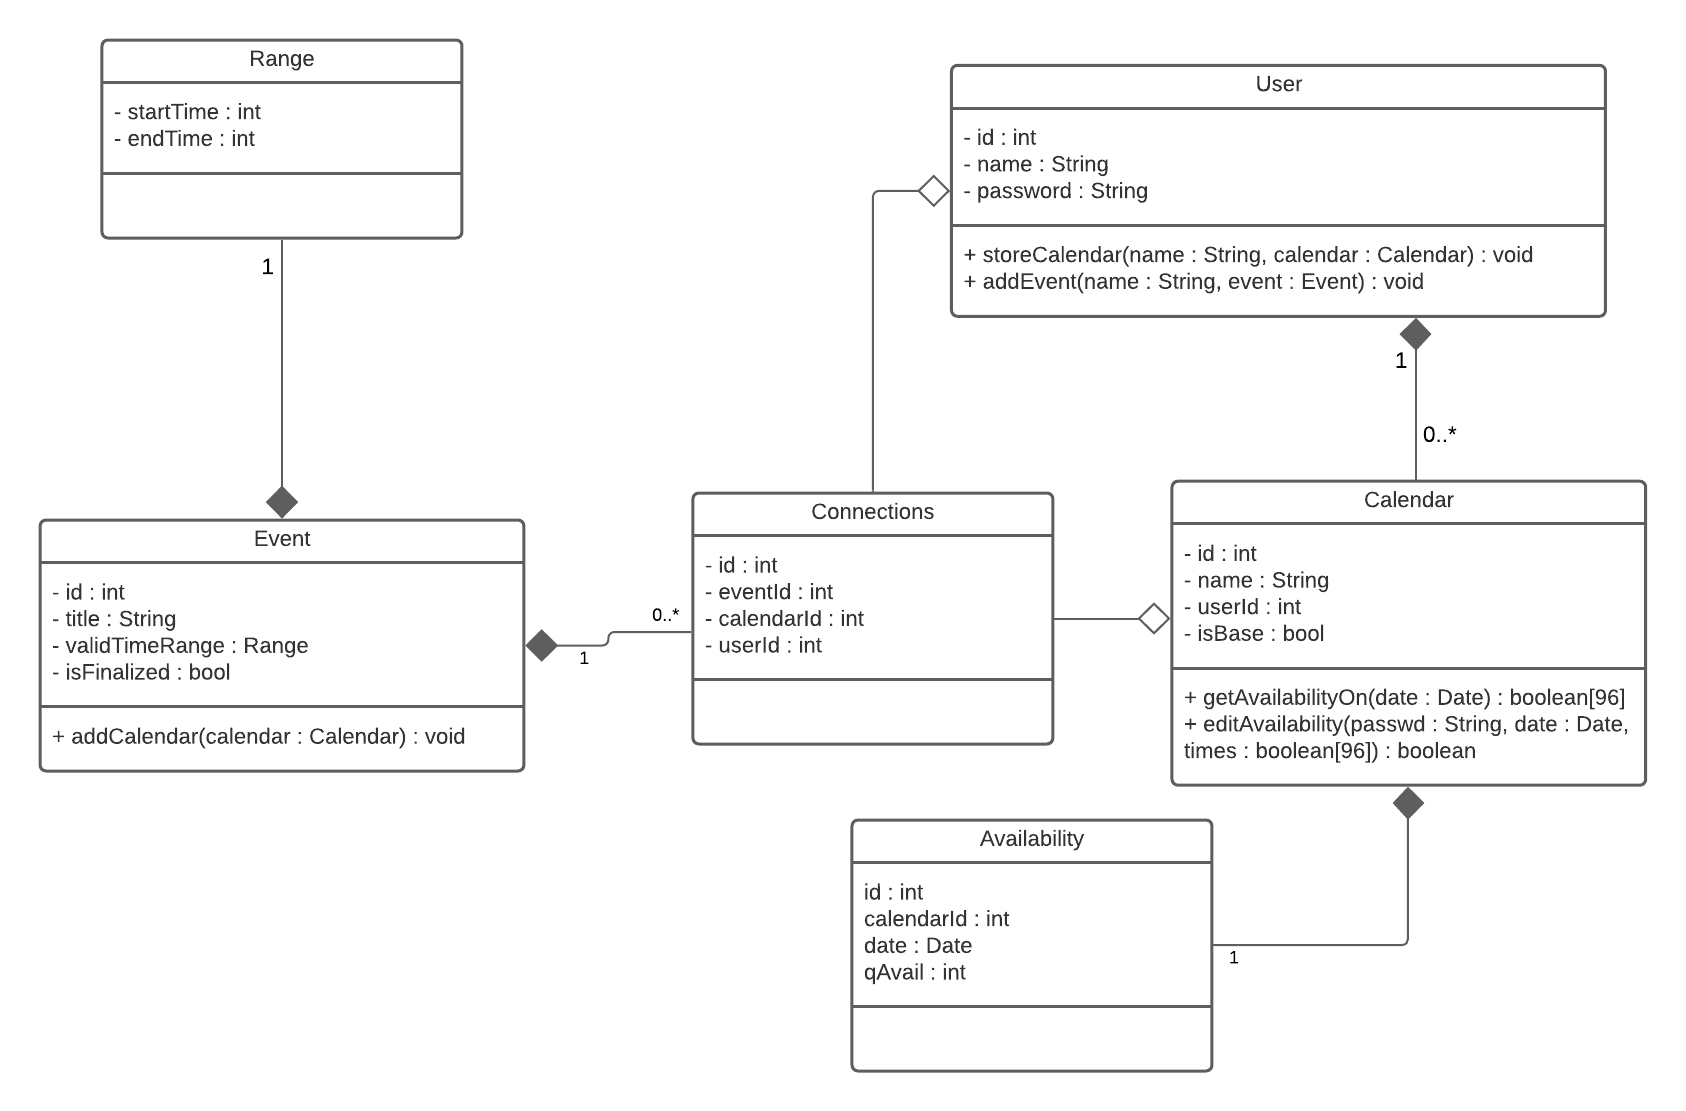 Range
- startTime : int
- endTime : int
1
User
- id : int
- name : String
- password : String
+ storeCalendar(name : String, calendar : Calendar) : void
+ addEvent(name : String, event : Event) : void
1
0..*
Event
- id : int
- title : String
- validTimeRange : Range
- isFinalized : bool
+ addCalendar(calendar : Calendar) : void
1
0..*
Connections
- id : int
- eventId : int
- calendarId : int
- userId : int
Calendar
- id : int
- name : String
- userId : int
- isBase : bool
+ getAvailabilityOn(date : Date) : boolean[96]
+ editAvailability(passwd : String, date : Date,
times : boolean[96]) : boolean
Availability
id : int
calendarId : int
date : Date
qAvail : int
1